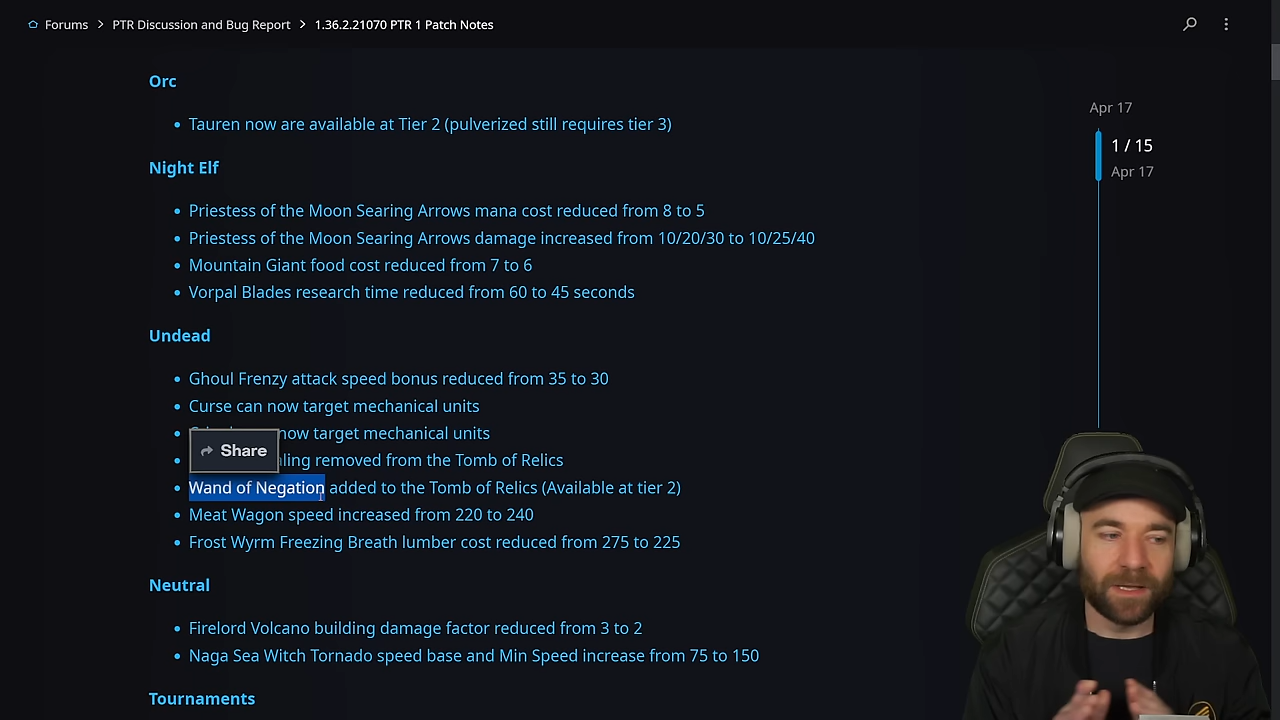 Forums > PTR Discussion and Bug Report > 1.36.2.21070 PTR 1 Patch Notes
Orc
• Tauren now are available at Tier 2 (pulverized still requires tier 3)
Night Elf
• Priestess of the Moon Searing Arrows mana cost reduced from 8 to 5
• Priestess of the Moon Searing Arrows damage increased from 10/20/30 to 10/25/40
• Mountain Giant food cost reduced from 7 to 6
• Vorpal Blades research time reduced from 60 to 45 seconds
Undead
• Ghoul Frenzy attack speed bonus reduced from 35 to 30
• Curse can now target mechanical units
• now target mechanical units
Share
• removed from the Tomb of Relics
• Wand of Negation added to the Tomb of Relics (Available at tier 2)
• Meat Wagon speed increased from 220 to 240
• Frost Wyrm Freezing Breath lumber cost reduced from 275 to 225
Neutral
• Firelord Volcano building damage factor reduced from 3 to 2
• Naga Sea Witch Tornado speed base and Min Speed increase from 75 to 150
Tournaments
Apr 17
1 / 15
Apr 17